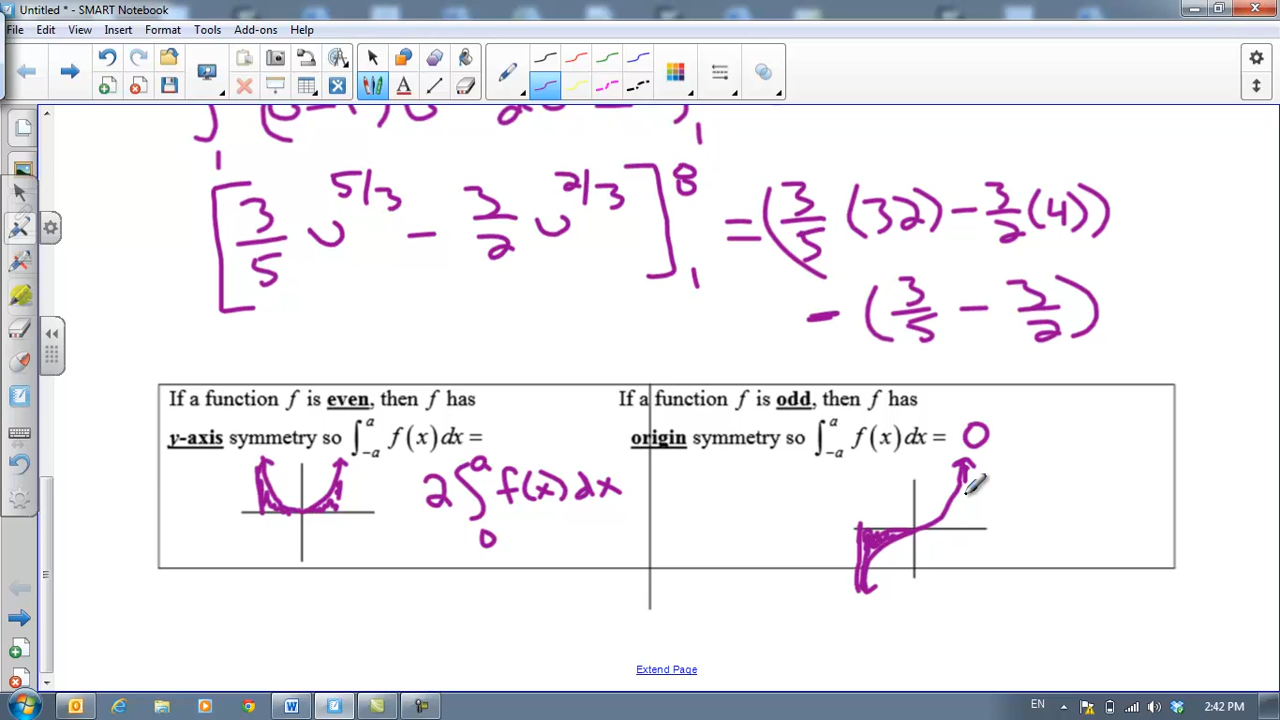 Untitled * - SMART Notebook
File Edit View Insert Format Tools Add-ons Help
1 1
[3/5 u^5/3 - 3/2 u^2/3]_1^8 = (3/5 (32) - 3/2 (4))
- (3/5 - 3/2)
If a function f is even, then f has
y-axis symmetry so ∫_-a^a f(x)dx =
2 ∫_0^a f(x)dx
If a function f is odd, then f has
origin symmetry so ∫_-a^a f(x)dx = 0
Extend Page
EN 2:42 PM